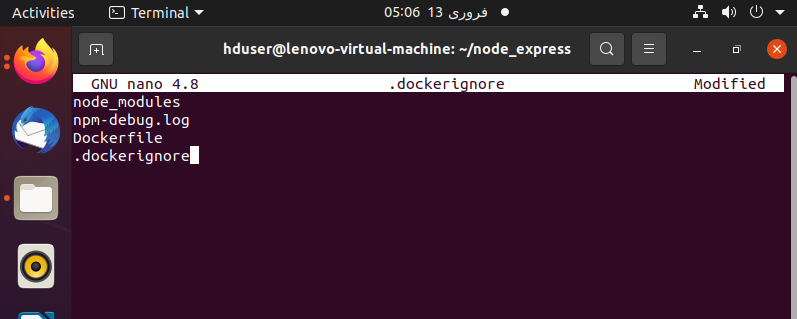 Activities Terminal 05:06 13 فروری
hduser@lenovo-virtual-machine: ~/node_express
GNU nano 4.8 .dockerignore Modified
node_modules
npm-debug.log
Dockerfile
.dockerignore